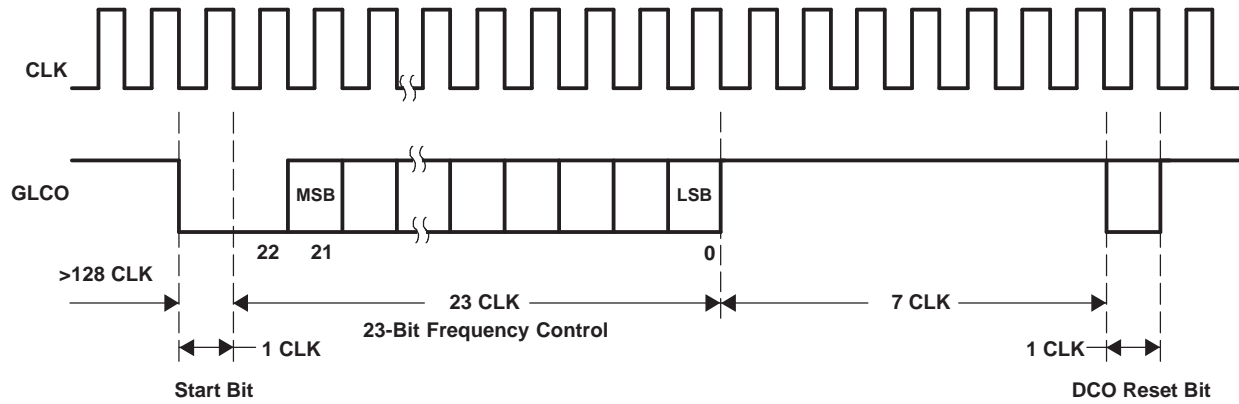 CLK
GLCO
MSB
LSB
22
21
0
>128 CLK
23 CLK
7 CLK
23-Bit Frequency Control
1 CLK
1 CLK
Start Bit
DCO Reset Bit